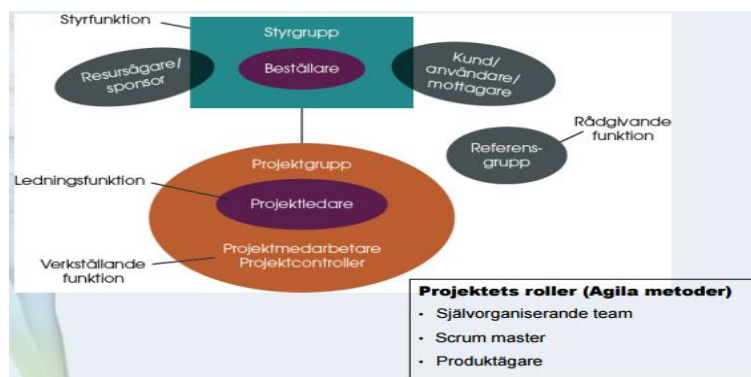 Styrfunktion
Styrgrupp
Beställare
Resursägare/
sponsor
Kund/
användare/
mottagare
Rådgivande
funktion
Referens-
grupp
Projektgrupp
Ledningsfunktion
Projektledare
Projektmedarbetare
Projektcontroller
Verkställande
funktion
Projektets roller (Agila metoder)
• Självorganiserande team
• Scrum master
• Produktägare